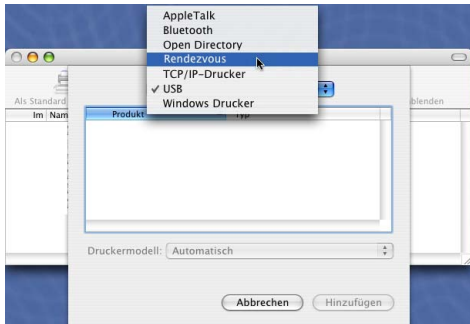 AppleTalk
Bluetooth
Open Directory
Rendezvous
TCP/IP-Drucker
✓ USB
Windows Drucker
Als Standard
Im Nam
Produkt
Typ
Druckermodell: Automatisch
Abbrechen
Hinzufügen